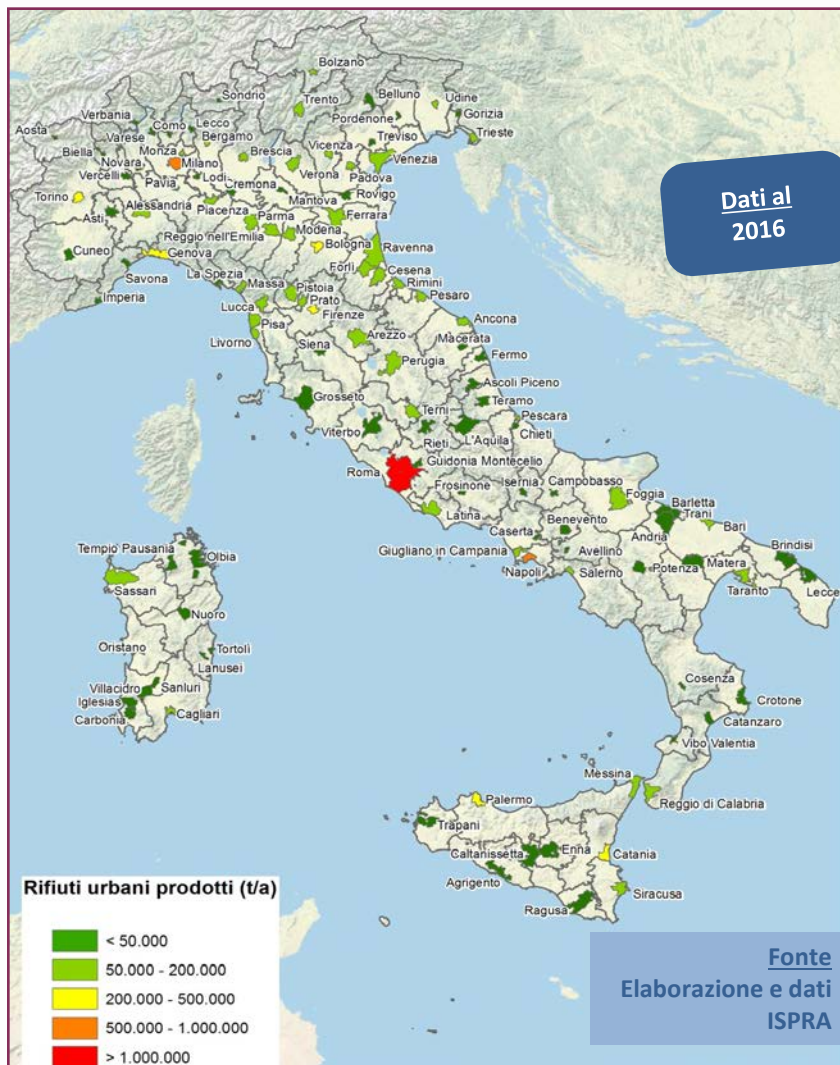 Bolzano
Sondrio
Trento
Belluno
Udine
Verbania
Como
Lecco
Pordenone
Gorizia
Aosta
Varese
Bergamo
Treviso
Trieste
Biella
Monza
Brescia
Vicenza
Novara
Milano
Venezia
Vercelli
Lodi
Verona
Padova
Pavia
Cremona
Rovigo
Torino
Mantova
Asti
Alessandria
Piacenza
Parma
Ferrara
Modena
Reggio nell'Emilia
Bologna
Ravenna
Cuneo
Genova
Forlì
Cesena
Savona
La Spezia
Massa
Rimini
Imperia
Pistoia
Pesaro
Lucca
Prato
Firenze
Ancona
Pisa
Arezzo
Macerata
Livorno
Siena
Fermo
Perugia
Ascoli Piceno
Grosseto
Teramo
Terni
Pescara
Viterbo
Chieti
Rieti
L'Aquila
Roma
Guidonia Montecelio
Isernia
Campobasso
Frosinone
Foggia
Latina
Barletta
Trani
Caserta
Benevento
Bari
Andria
Brindisi
Giugliano in Campania
Avellino
Matera
Napoli
Potenza
Salerno
Taranto
Lecce
Tempio Pausania
Olbia
Sassari
Nuoro
Oristano
Tortolì
Lanusei
Villacidro
Sanluri
Iglesias
Cagliari
Carbonia
Cosenza
Crotone
Catanzaro
Vibo Valentia
Messina
Palermo
Reggio di Calabria
Trapani
Enna
Caltanissetta
Catania
Agrigento
Siracusa
Ragusa
Dati al
2016
Rifiuti urbani prodotti (t/a)
< 50.000
50.000 - 200.000
200.000 - 500.000
500.000 - 1.000.000
> 1.000.000
Fonte
Elaborazione e dati
ISPRA